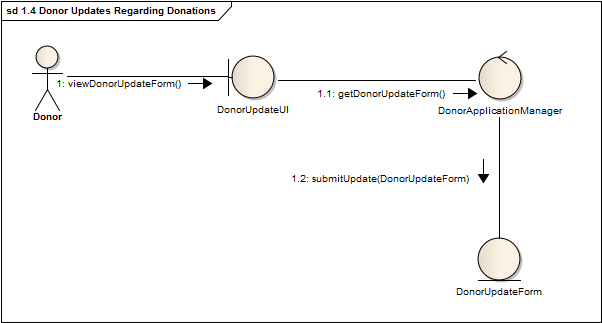 sd 1.4 Donor Updates Regarding Donations
1: viewDonorUpdateForm()
1.1: getDonorUpdateForm()
Donor
DonorUpdateUI
DonorApplicationManager
1.2: submitUpdate(DonorUpdateForm)
DonorUpdateForm